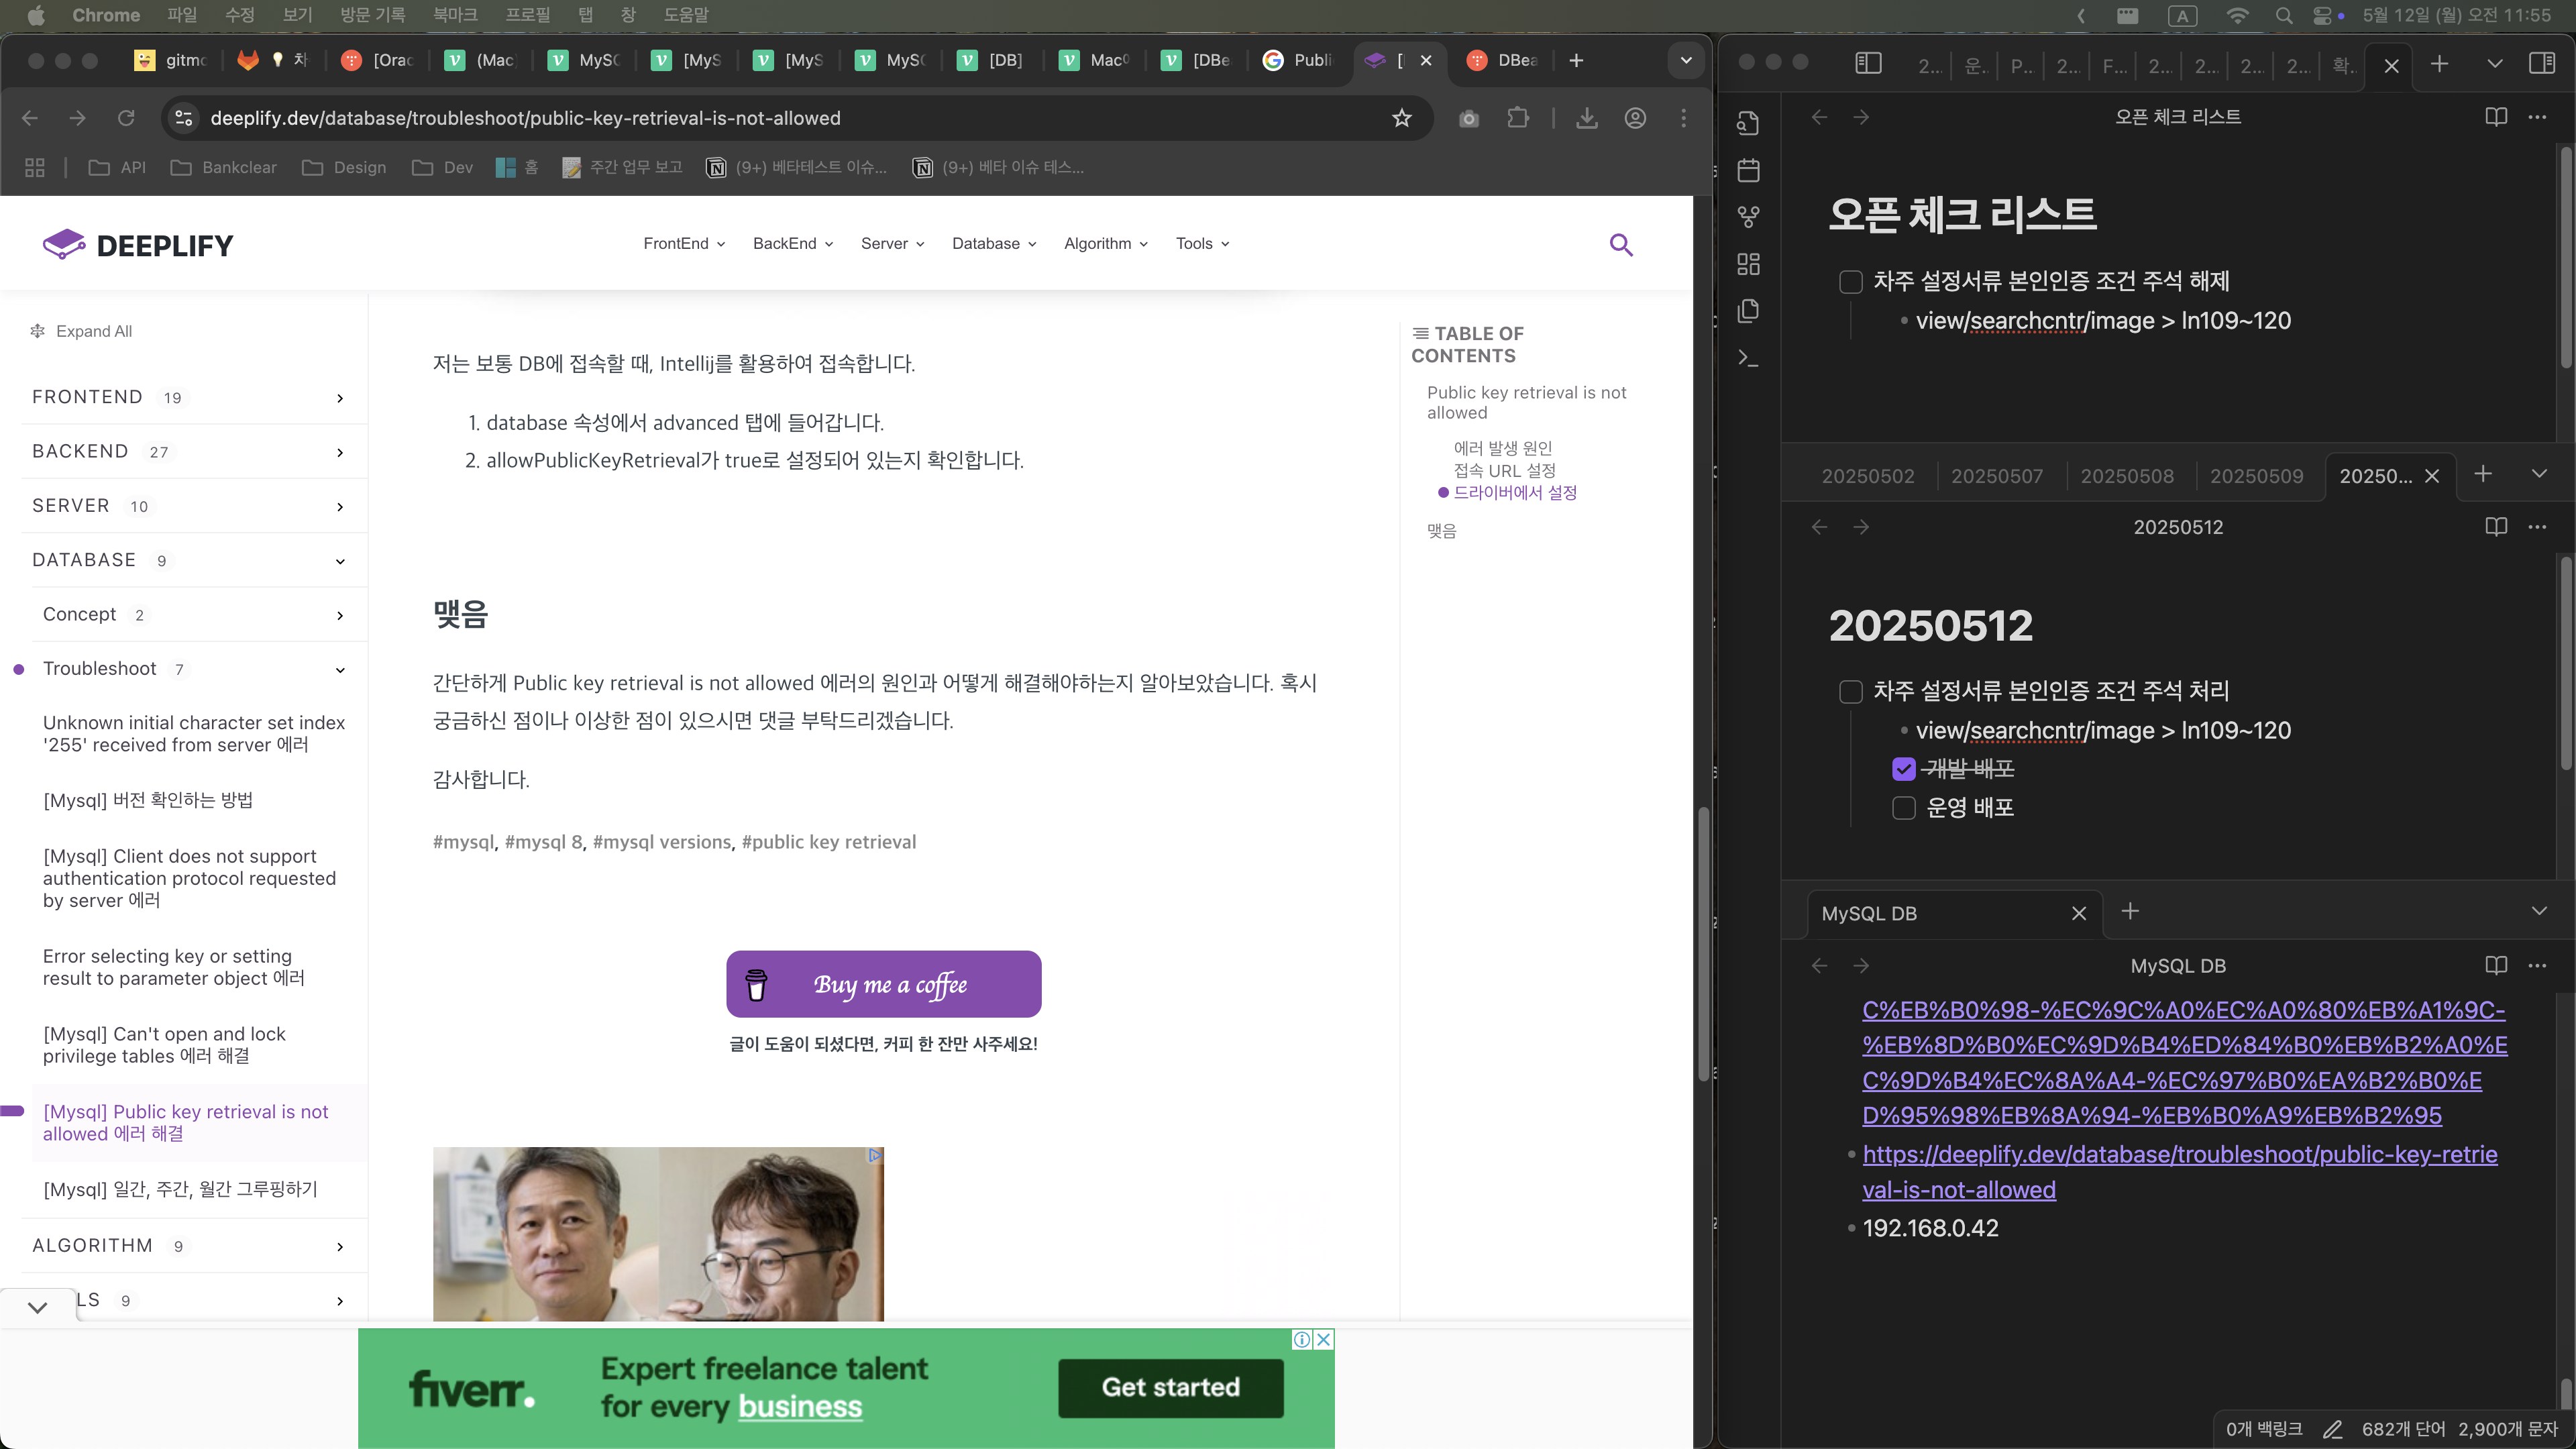 Chrome 파일 수정 보기 방문 기록 북마크 프로필 탭 창 도움말
A 5월 12일 (월) 오전 11:55
gitmo
차
[Orac
(Mac
MySC
[MyS
[MyS
MySC
[DB]
Mac
[DBe
Publi
[
DBea
deeplify.dev/database/troubleshoot/public-key-retrieval-is-not-allowed
API Bankclear Design Dev 홈 주간 업무 보고 (9+) 베타테스트 이슈... (9+) 베타 이슈 테스...
DEEPLIFY
FrontEnd BackEnd Server Database Algorithm Tools
Expand All
FRONTEND 19
BACKEND 27
SERVER 10
DATABASE 9
Concept 2
Troubleshoot 7
Unknown initial character set index
'255' received from server 에러
[Mysql] 버전 확인하는 방법
[Mysql] Client does not support
authentication protocol requested
by server 에러
Error selecting key or setting
result to parameter object 에러
[Mysql] Can't open and lock
privilege tables 에러 해결
[Mysql] Public key retrieval is not
allowed 에러 해결
[Mysql] 일간, 주간, 월간 그루핑하기
ALGORITHM 9
LS 9
저는 보통 DB에 접속할 때, Intellij를 활용하여 접속합니다.
1. database 속성에서 advanced 탭에 들어갑니다.
2. allowPublicKeyRetrieval가 true로 설정되어 있는지 확인합니다.
맺음
간단하게 Public key retrieval is not allowed 에러의 원인과 어떻게 해결해야하는지 알아보았습니다. 혹시
궁금하신 점이나 이상한 점이 있으시면 댓글 부탁드리겠습니다.
감사합니다.
#mysql, #mysql 8, #mysql versions, #public key retrieval
Buy me a coffee
글이 도움이 되셨다면, 커피 한 잔만 사주세요!
TABLE OF
CONTENTS
Public key retrieval is not
allowed
에러 발생 원인
접속 URL 설정
드라이버에서 설정
맺음
fiverr.
Expert freelance talent
for every business
Get started
2... 운.. P... 2... F... 2... 2... 2... 2... 확..
오픈 체크 리스트
오픈 체크 리스트
차주 설정서류 본인인증 조건 주석 해제
view/searchcntr/image > ln109~120
20250502 20250507 20250508 20250509 20250...
20250512
20250512
차주 설정서류 본인인증 조건 주석 처리
view/searchcntr/image > ln109~120
개발 배포
운영 배포
MySQL DB
MySQL DB
C%EB%B0%98-%EC%9C%A0%EC%A0%80%EB%A1%9C-
%EB%8D%B0%EC%9D%B4%ED%84%B0%EB%B2%A0%E
C%9D%B4%EC%8A%A4-%EC%97%B0%EA%B2%B0%E
D%95%98%EB%8A%94-%EB%B0%A9%EB%B2%95
https://deeplify.dev/database/troubleshoot/public-key-retrie
val-is-not-allowed
192.168.0.42
0개 백링크 682개 단어 2,900개 문자